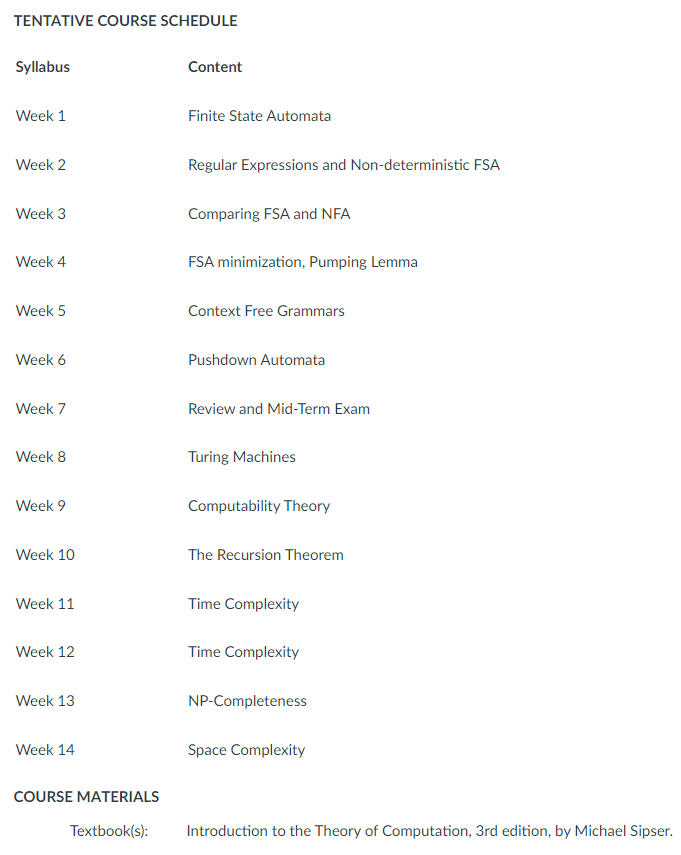 TENTATIVE COURSE SCHEDULE
Syllabus Content
Week 1 Finite State Automata
Week 2 Regular Expressions and Non-deterministic FSA
Week 3 Comparing FSA and NFA
Week 4 FSA minimization, Pumping Lemma
Week 5 Context Free Grammars
Week 6 Pushdown Automata
Week 7 Review and Mid-Term Exam
Week 8 Turing Machines
Week 9 Computability Theory
Week 10 The Recursion Theorem
Week 11 Time Complexity
Week 12 Time Complexity
Week 13 NP-Completeness
Week 14 Space Complexity
COURSE MATERIALS
Textbook(s): Introduction to the Theory of Computation, 3rd edition, by Michael Sipser.